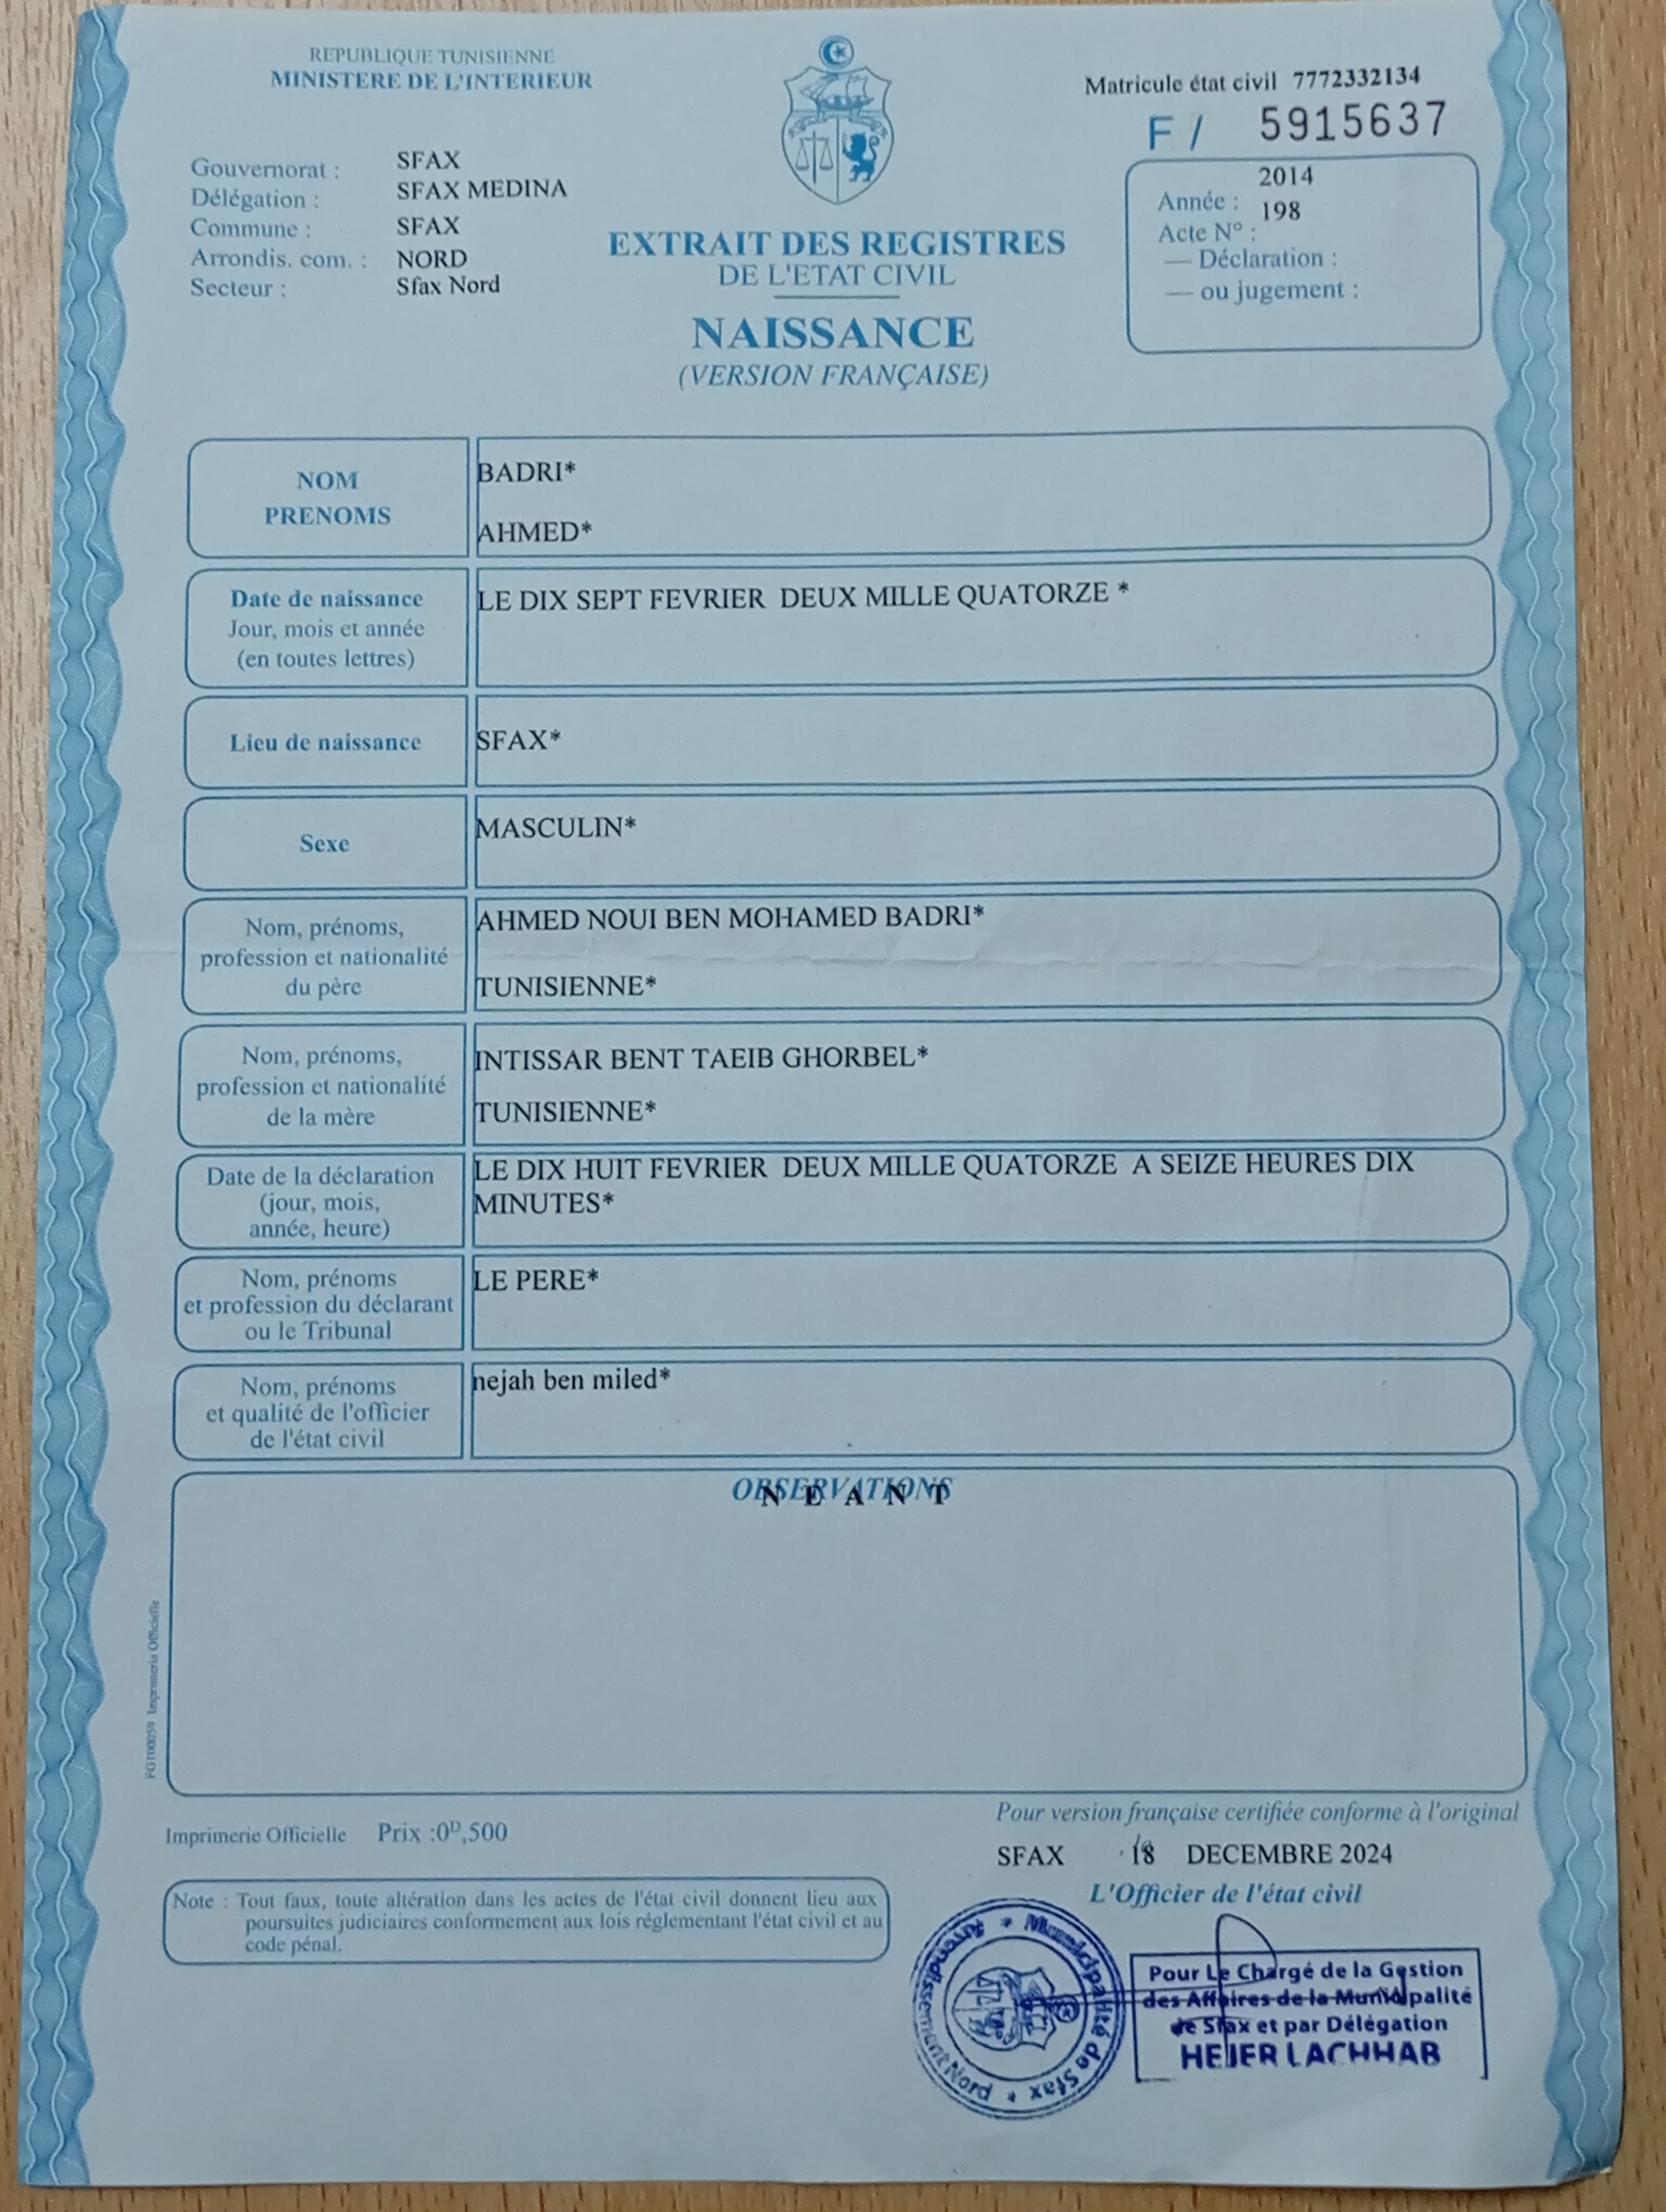 REPUBLIQUE TUNISIENNE
MINISTERE DE L'INTERIEUR
Matricule état civil 7772332134
F / 5915637
Gouvernorat : SFAX
Délégation : SFAX MEDINA
Commune : SFAX
Arrondis. com. : NORD
Secteur : Sfax Nord
2014
Année :
198
Acte N° :
— Déclaration :
— ou jugement :
EXTRAIT DES REGISTRES
DE L'ETAT CIVIL
NAISSANCE
(VERSION FRANÇAISE)
NOM
PRENOMS
BADRI*
AHMED*
Date de naissance
Jour, mois et année
(en toutes lettres)
LE DIX SEPT FEVRIER DEUX MILLE QUATORZE *
Lieu de naissance
SFAX*
Sexe
MASCULIN*
Nom, prénoms,
profession et nationalité
du père
AHMED NOUI BEN MOHAMED BADRI*
TUNISIENNE*
Nom, prénoms,
profession et nationalité
de la mère
INTISSAR BENT TAEIB GHORBEL*
TUNISIENNE*
Date de la déclaration
(jour, mois,
année, heure)
LE DIX HUIT FEVRIER DEUX MILLE QUATORZE A SEIZE HEURES DIX
MINUTES*
Nom, prénoms
et profession du déclarant
ou le Tribunal
LE PERE*
Nom, prénoms
et qualité de l'officier
de l'état civil
nejah ben miled*
OBSERVATIONS
N E A N T
FG100059 Imprimerie Officielle
Imprimerie Officielle Prix :0ᴰ,500
Pour version française certifiée conforme à l'original
SFAX 18 DECEMBRE 2024
L'Officier de l'état civil
Note : Tout faux, toute altération dans les actes de l'état civil donnent lieu aux
poursuites judiciaires conformement aux lois réglementant l'état civil et au
code pénal.
* Municipalité de Sfax * Arrondissement Nord
Pour Le Chargé de la Gestion
des Affaires de la Municipalité
de Sfax et par Délégation
HEJER LACHHAB